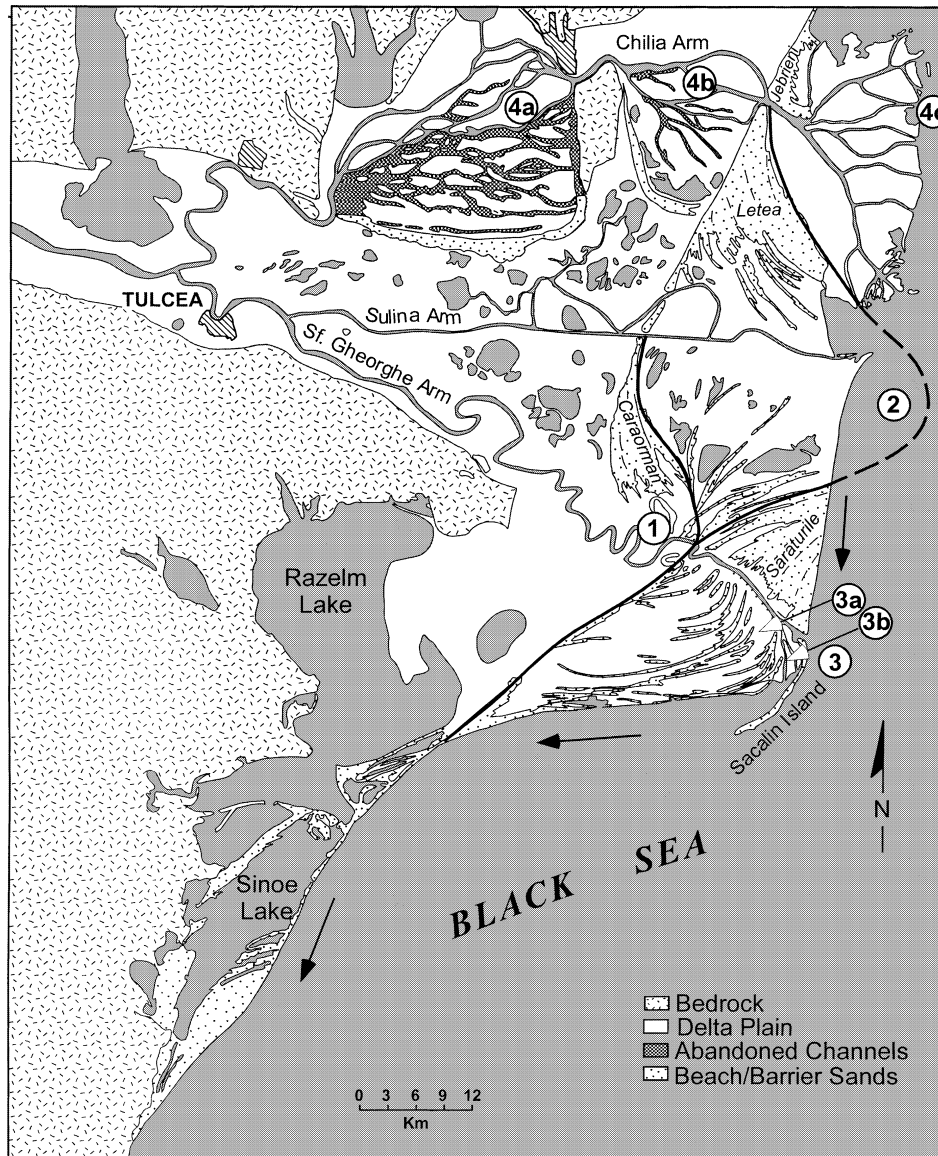 Chilia Arm
Jebrieni
4a
4b
4c
Letea
TULCEA
Sulina Arm
Sf. Gheorghe Arm
2
Caraorman
1
Sărăturile
Razelm
Lake
3a
3b
3
Sacalin Island
N
BLACK SEA
Sinoe
Lake
Bedrock
Delta Plain
Abandoned Channels
Beach/Barrier Sands
0 3 6 9 12
Km